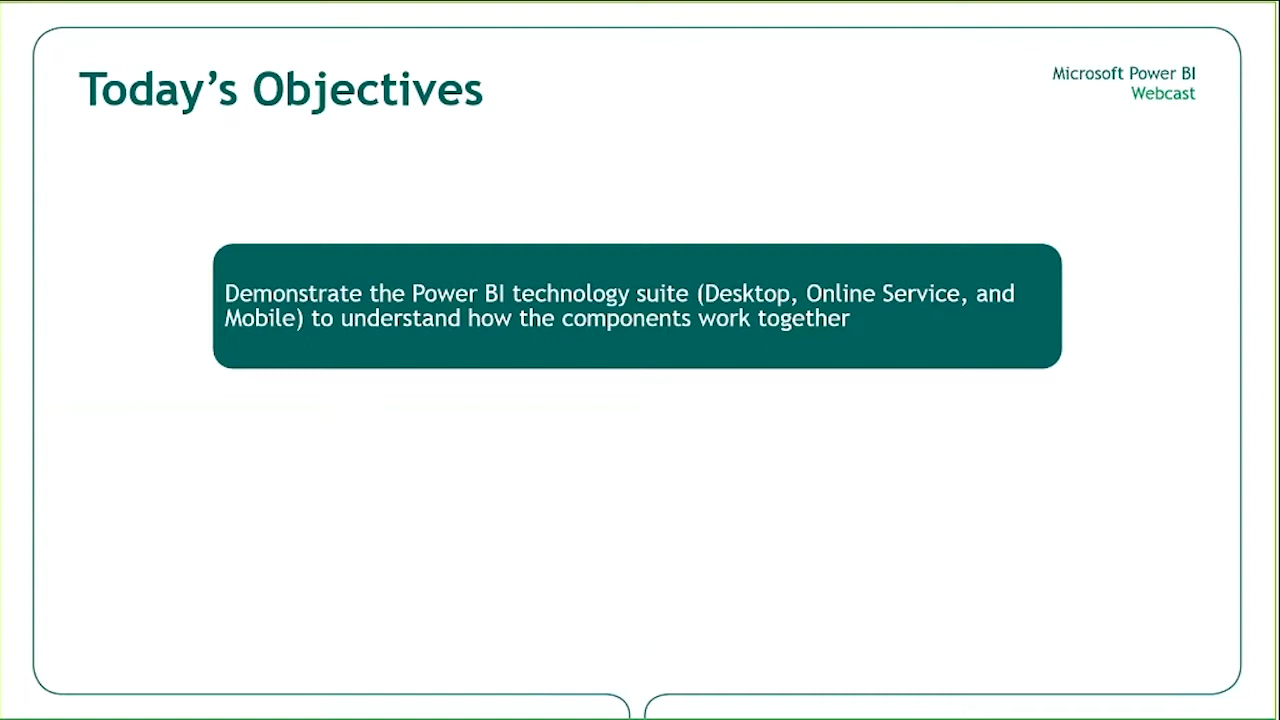 Today’s Objectives
Microsoft Power BI
Webcast
Demonstrate the Power BI technology suite (Desktop, Online Service, and
Mobile) to understand how the components work together